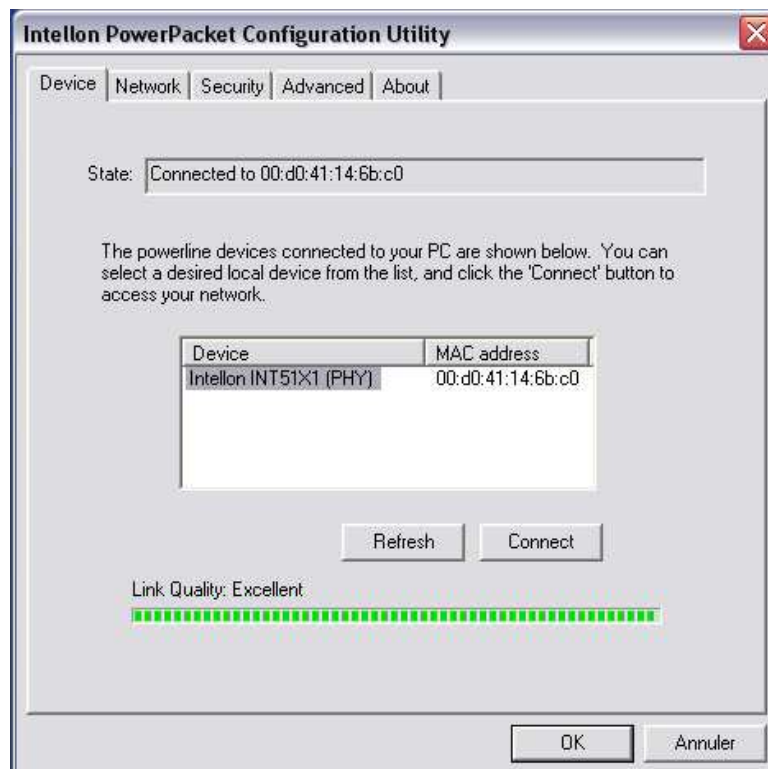 Intellon PowerPacket Configuration Utility
Device Network Security Advanced About
State: Connected to 00:d0:41:14:6b:c0
The powerline devices connected to your PC are shown below. You can
select a desired local device from the list, and click the 'Connect' button to
access your network.
Device MAC address
Intellon INT51X1 (PHY) 00:d0:41:14:6b:c0
Refresh Connect
Link Quality: Excellent
OK Annuler